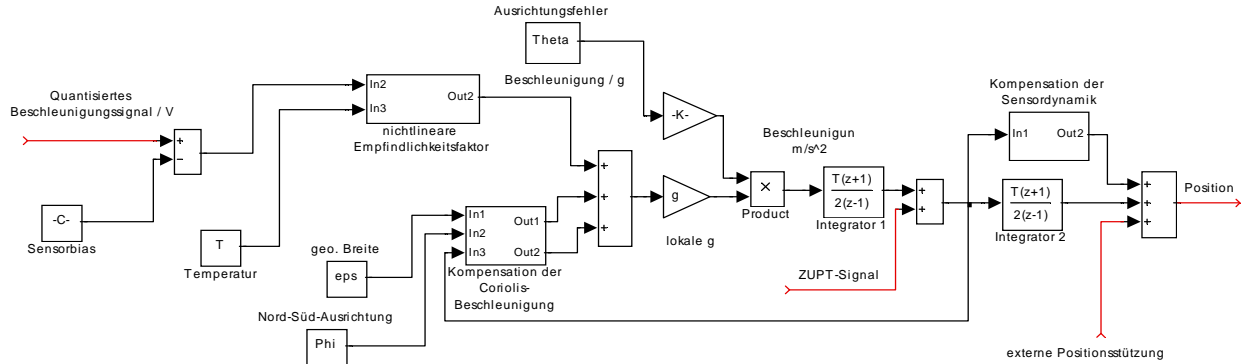 Ausrichtungsfehler
Theta
Beschleunigung / g
-K-
Quantisiertes
Beschleunigungssignal / V
+
−
-C-
Sensorbias
In2
In3
Out2
nichtlineare
Empfindlichkeitsfaktor
T
Temperatur
geo. Breite
eps
Nord-Süd-Ausrichtung
Phi
In1
In2
In3
Out1
Out2
Kompensation der
Coriolis-
Beschleunigung
+
+
+
g
lokale g
×
Product
Beschleunigun
m/s^2
T(z+1)
2(z-1)
Integrator 1
+
+
ZUPT-Signal
Kompensation der
Sensordynamik
In1
Out2
T(z+1)
2(z-1)
Integrator 2
+
+
+
Position
externe Positionsstützung